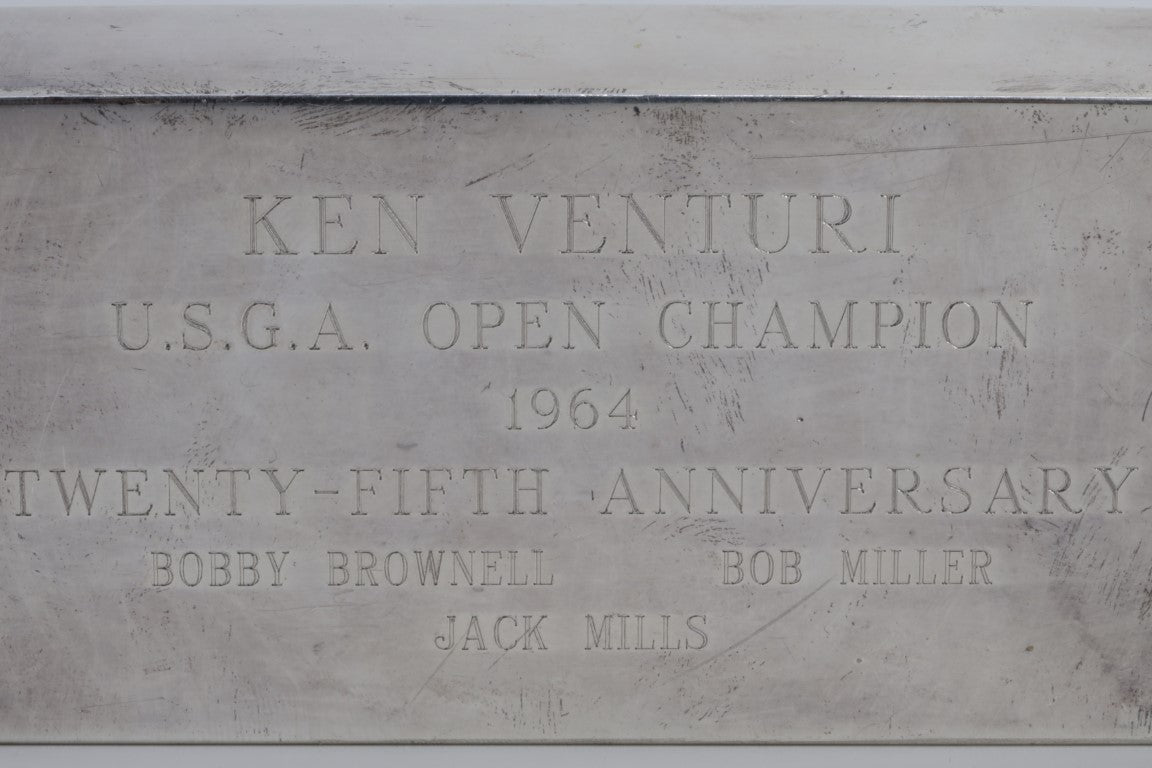 KEN VENTURI
U.S.G.A. OPEN CHAMPION
1964
TWENTY-FIFTH ANNIVERSARY
BOBBY BROWNELL BOB MILLER
JACK MILLS